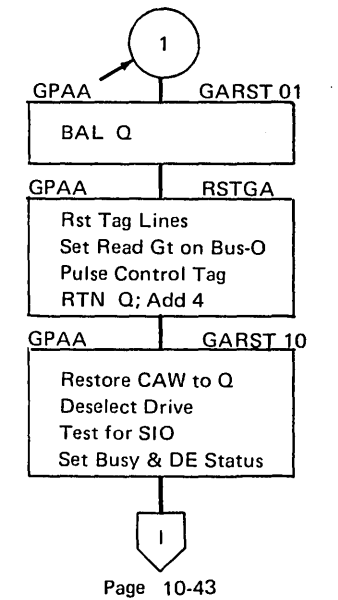 1
GPAA GARST 01
BAL Q
GPAA RSTGA
Rst Tag Lines
Set Read Gt on Bus-O
Pulse Control Tag
RTN Q; Add 4
GPAA GARST 10
Restore CAW to Q
Deselect Drive
Test for SIO
Set Busy & DE Status
I
Page 10-43